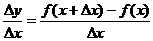 Δy/Δx = (f(x + Δx) − f(x))/Δx